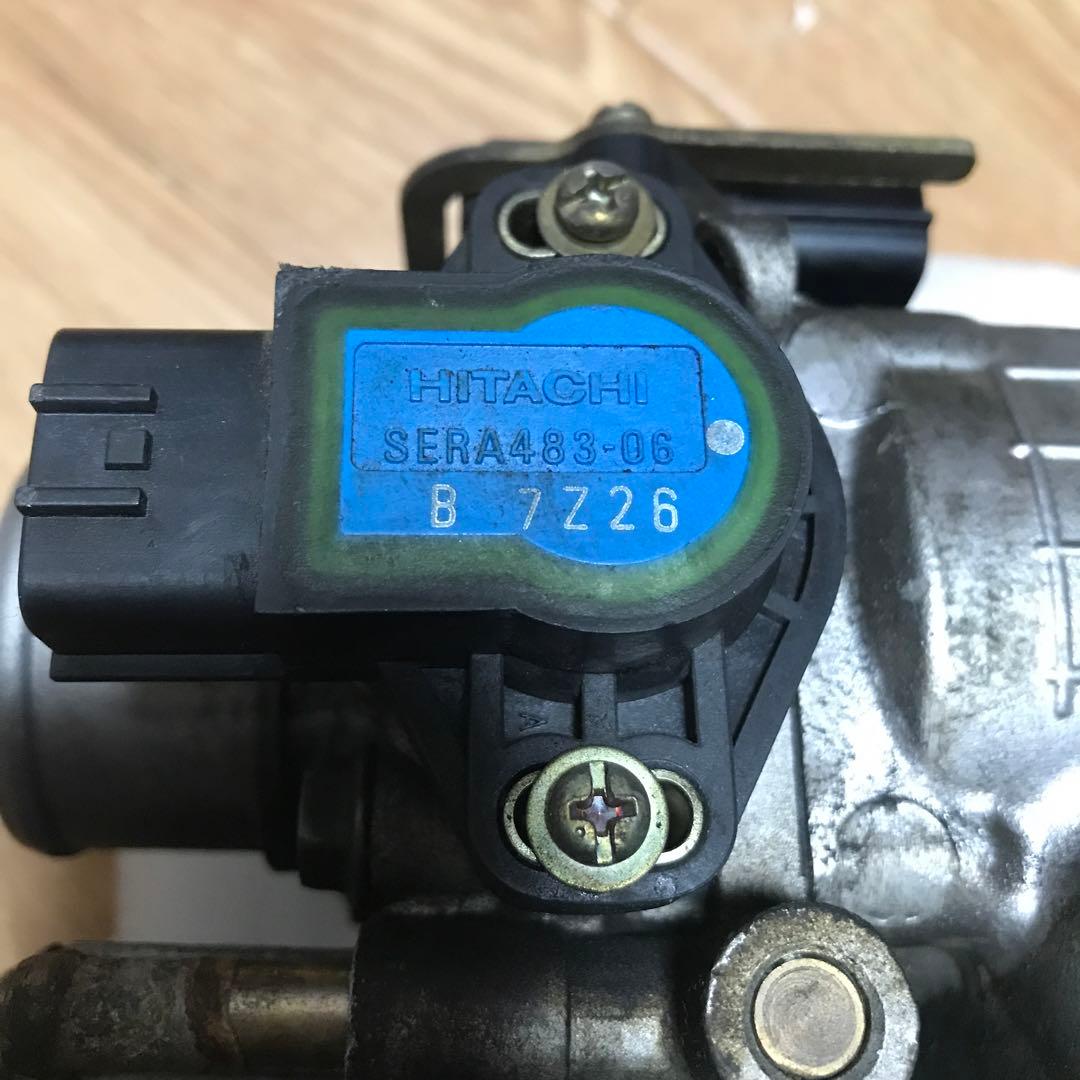 HITACHI
SERA483-06
B 7Z26
A